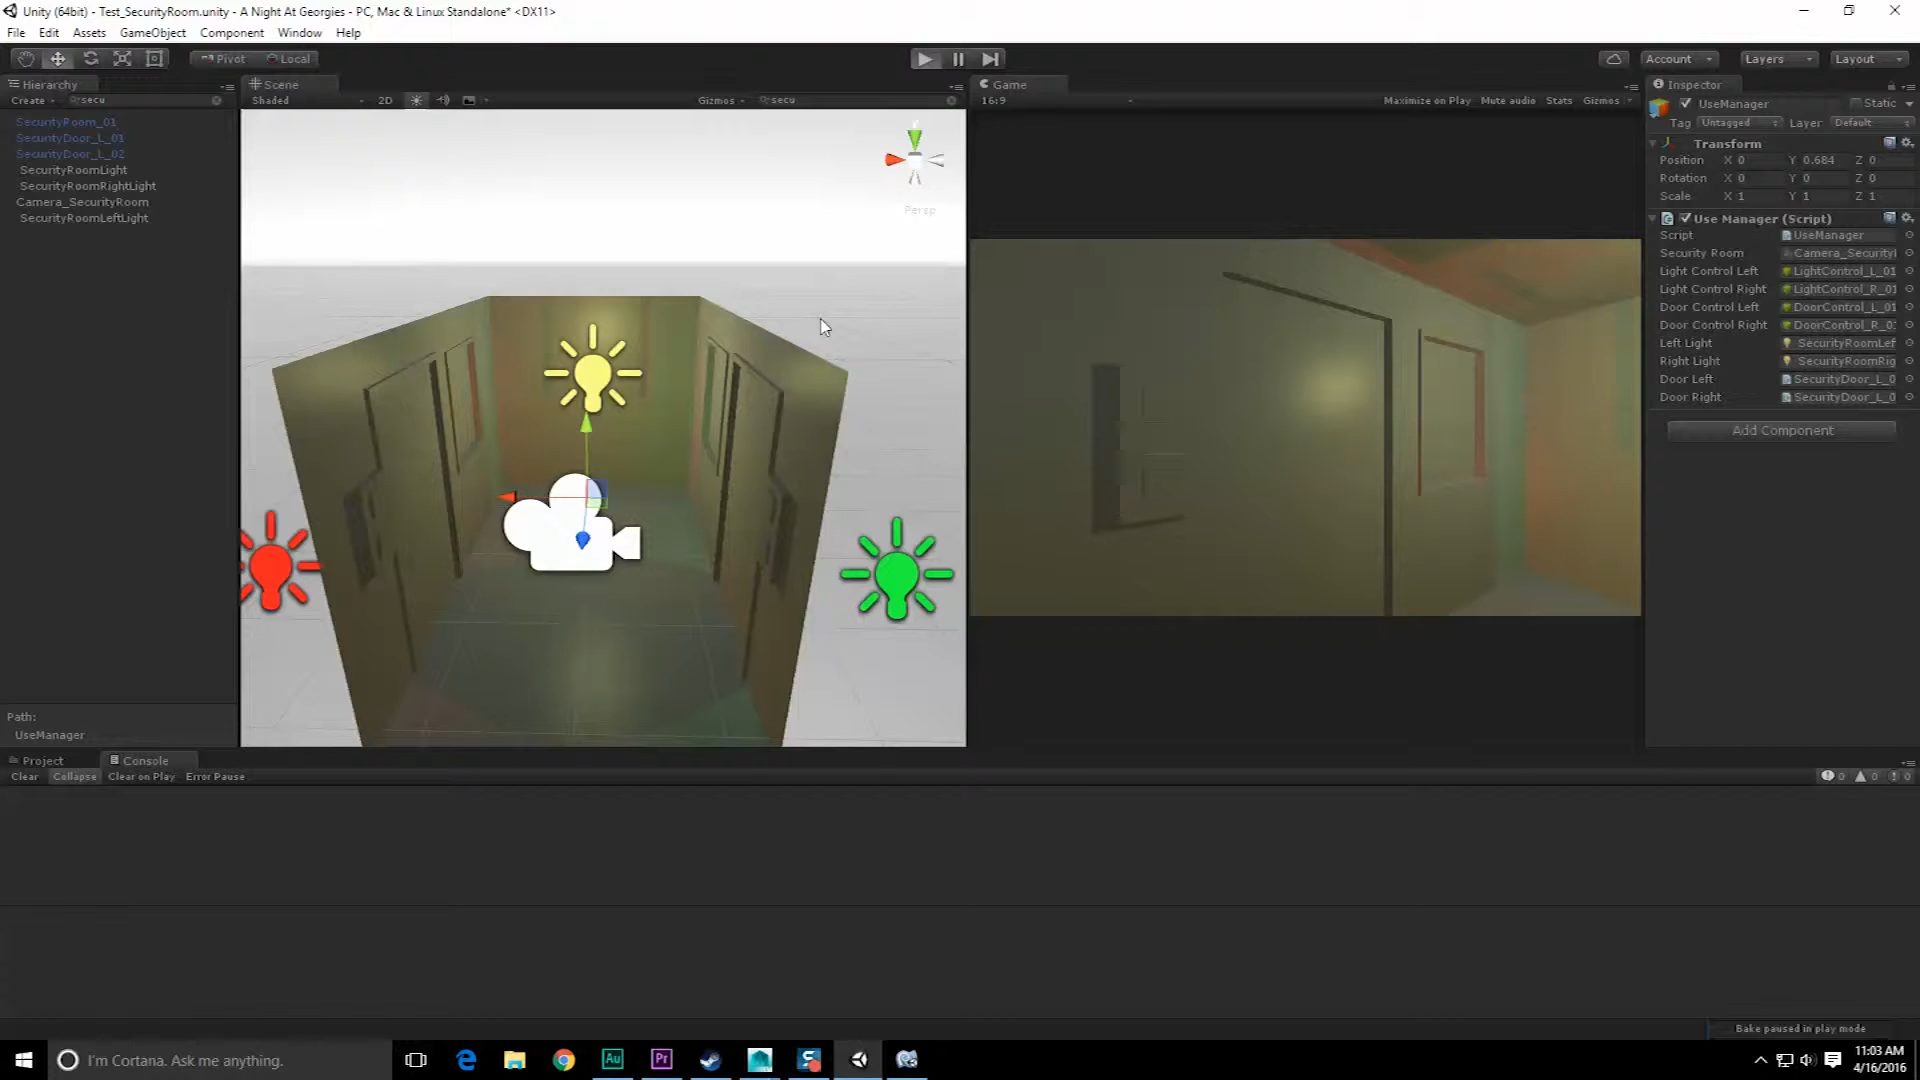 Unity (64bit) - Test_SecurityRoom.unity - A Night At Georgies - PC, Mac & Linux Standalone* <DX11>
File Edit Assets GameObject Component Window Help
Pivot Local Account Layers Layout
Hierarchy Scene Game Inspector
Create secu Shaded 2D Gizmos secu 16:9 Maximize on Play Mute audio Stats Gizmos
UseManager Static
Tag Untagged Layer Default
SecurityRoom_01
SecurityDoor_L_01
SecurityDoor_L_02
SecurityRoomLight
SecurityRoomRightLight
Camera_SecurityRoom
SecurityRoomLeftLight
Persp
Transform
Position X 0 Y 0.684 Z 0
Rotation X 0 Y 0 Z 0
Scale X 1 Y 1 Z 1
Use Manager (Script)
Script UseManager
Security Room Camera_Security
Light Control Left LightControl_L_01
Light Control Right LightControl_R_01
Door Control Left DoorControl_L_01
Door Control Right DoorControl_R_0
Left Light SecurityRoomLef
Right Light SecurityRoomRig
Door Left SecurityDoor_L_0
Door Right SecurityDoor_L_0
Add Component
Path:
UseManager
Project Console
Clear Collapse Clear on Play Error Pause 0 0 0
Bake paused in play mode
I'm Cortana. Ask me anything.
Au Pr
11:03 AM
4/16/2016